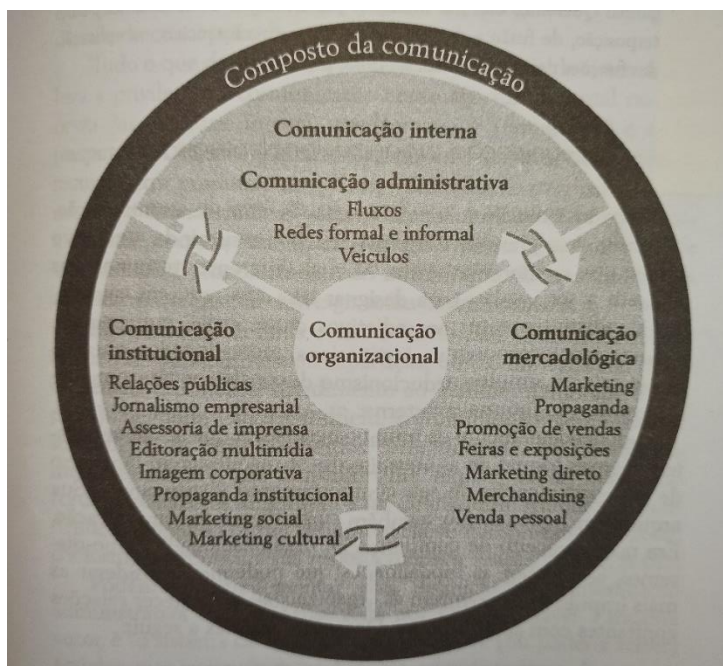 Composto da comunicação
Comunicação interna
Comunicação administrativa
Fluxos
Redes formal e informal
Veículos
Comunicação
organizacional
Comunicação
institucional
Relações públicas
Jornalismo empresarial
Assessoria de imprensa
Editoração multimídia
Imagem corporativa
Propaganda institucional
Marketing social
Marketing cultural
Comunicação
mercadológica
Marketing
Propaganda
Promoção de vendas
Feiras e exposições
Marketing direto
Merchandising
Venda pessoal